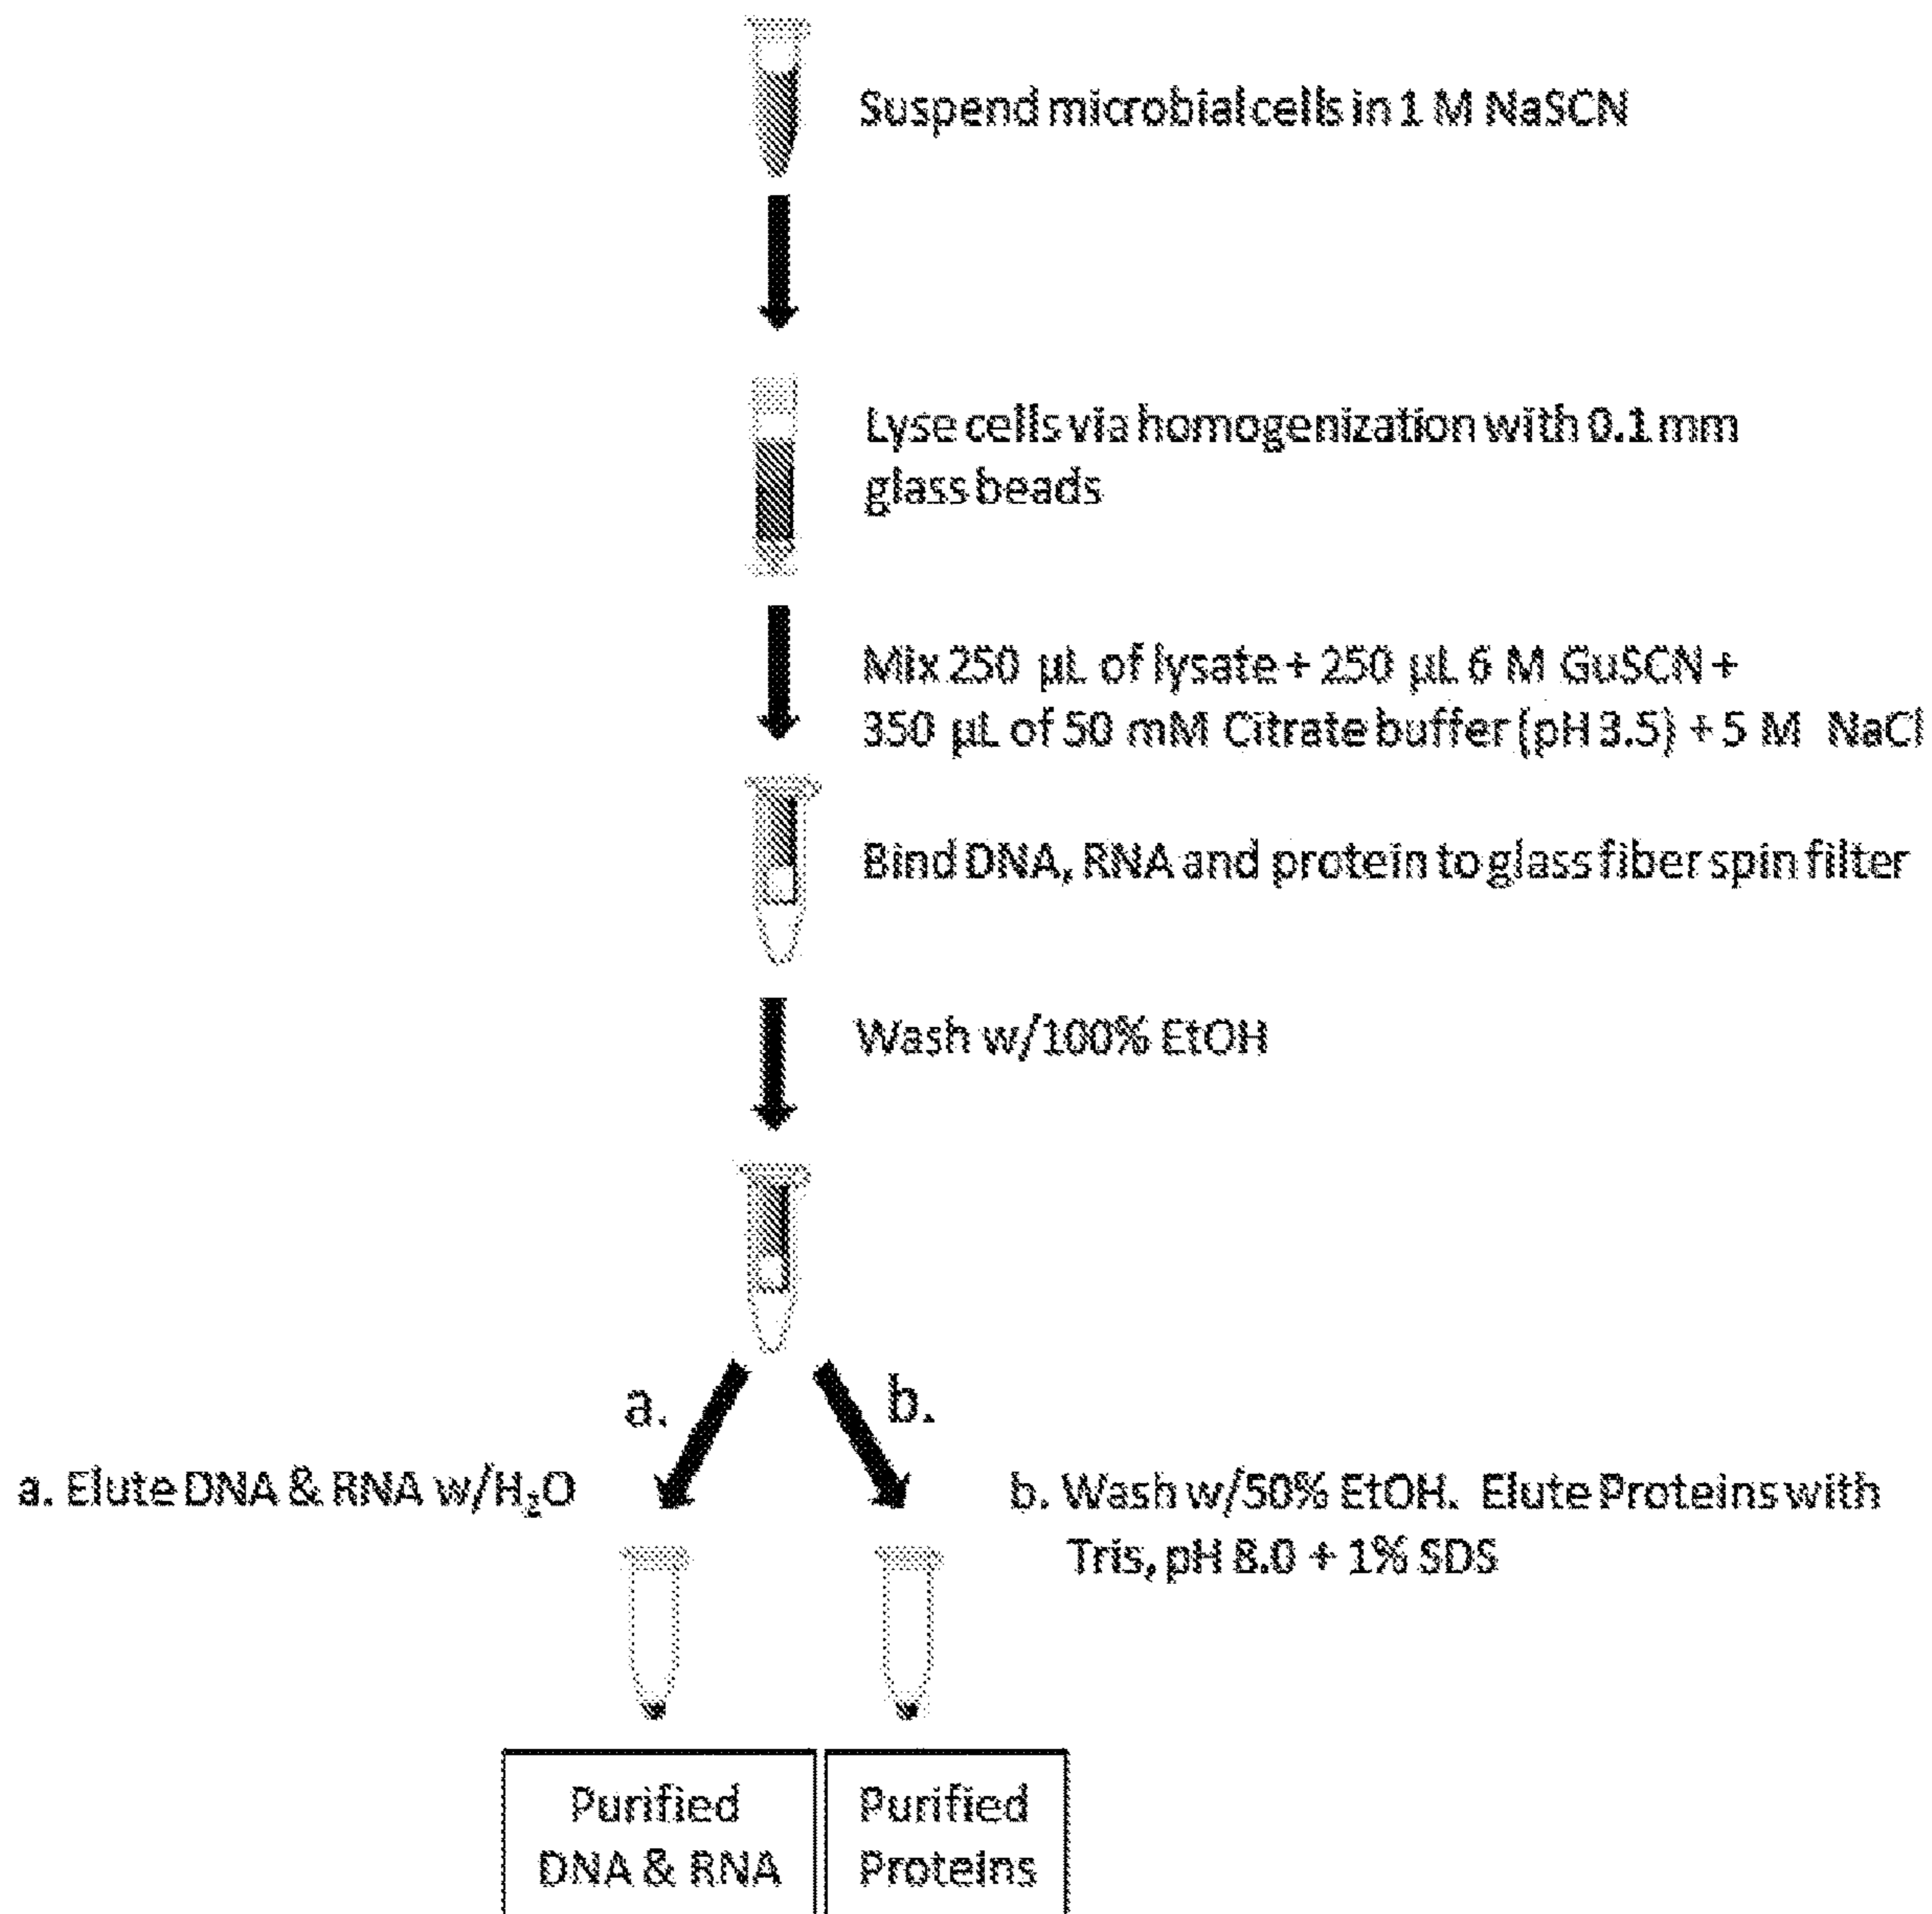 Suspend microbial cells in 1 M NaSCN
Lyse cells via homogenization with 0.1 mm
glass beads
Mix 250 µL of lysate + 250 µL 6 M GuSCN +
350 µL of 50 mM Citrate buffer (pH 3.5) + 5 M NaCl
Bind DNA, RNA and protein to glass fiber spin filter
Wash w/100% EtOH
a.
b.
a. Elute DNA & RNA w/H₂O
b. Wash w/50% EtOH. Elute Proteins with
Tris, pH 8.0 + 1% SDS
Purified
DNA & RNA
Purified
Proteins